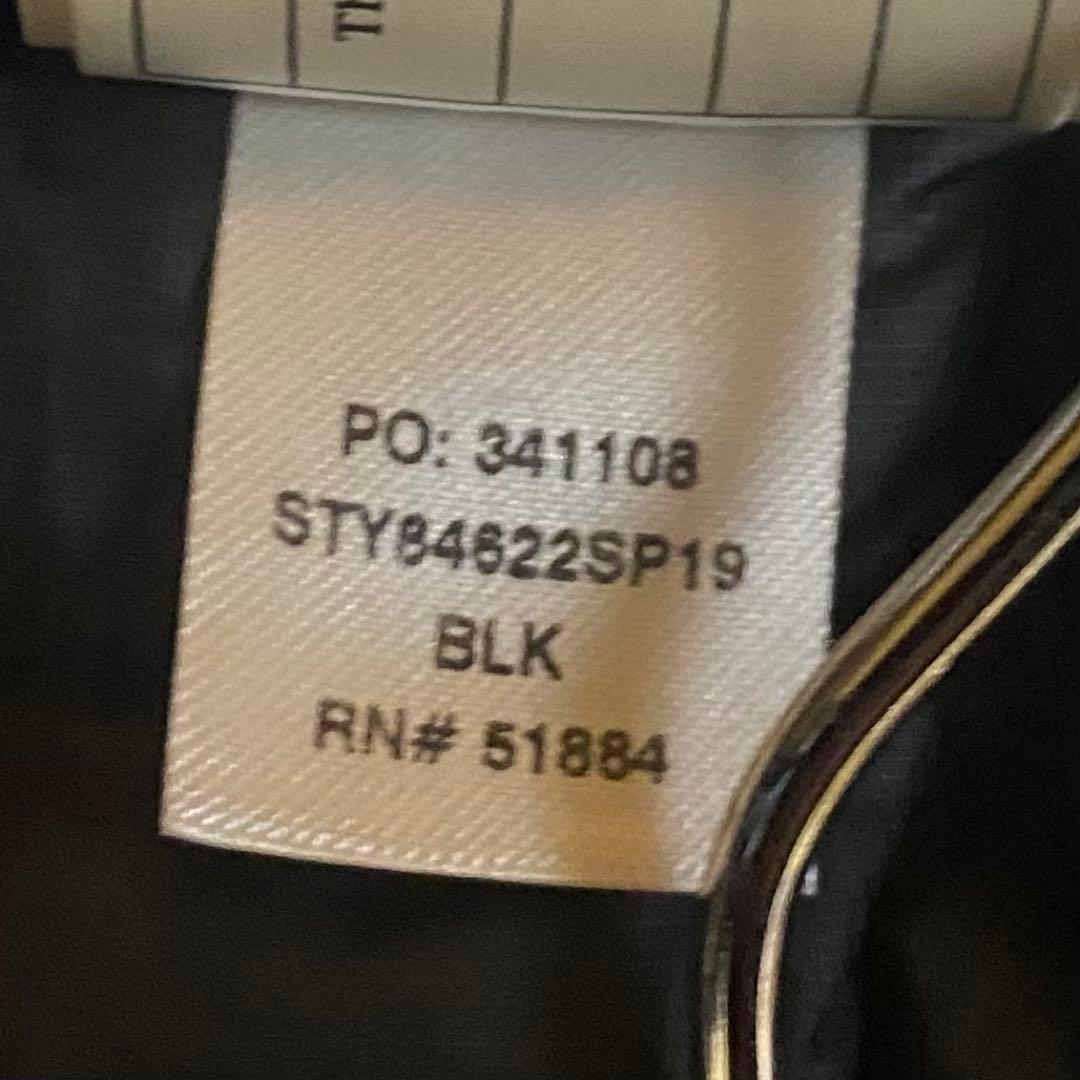 PO: 341108
STY84622SP19
BLK
RN# 51884